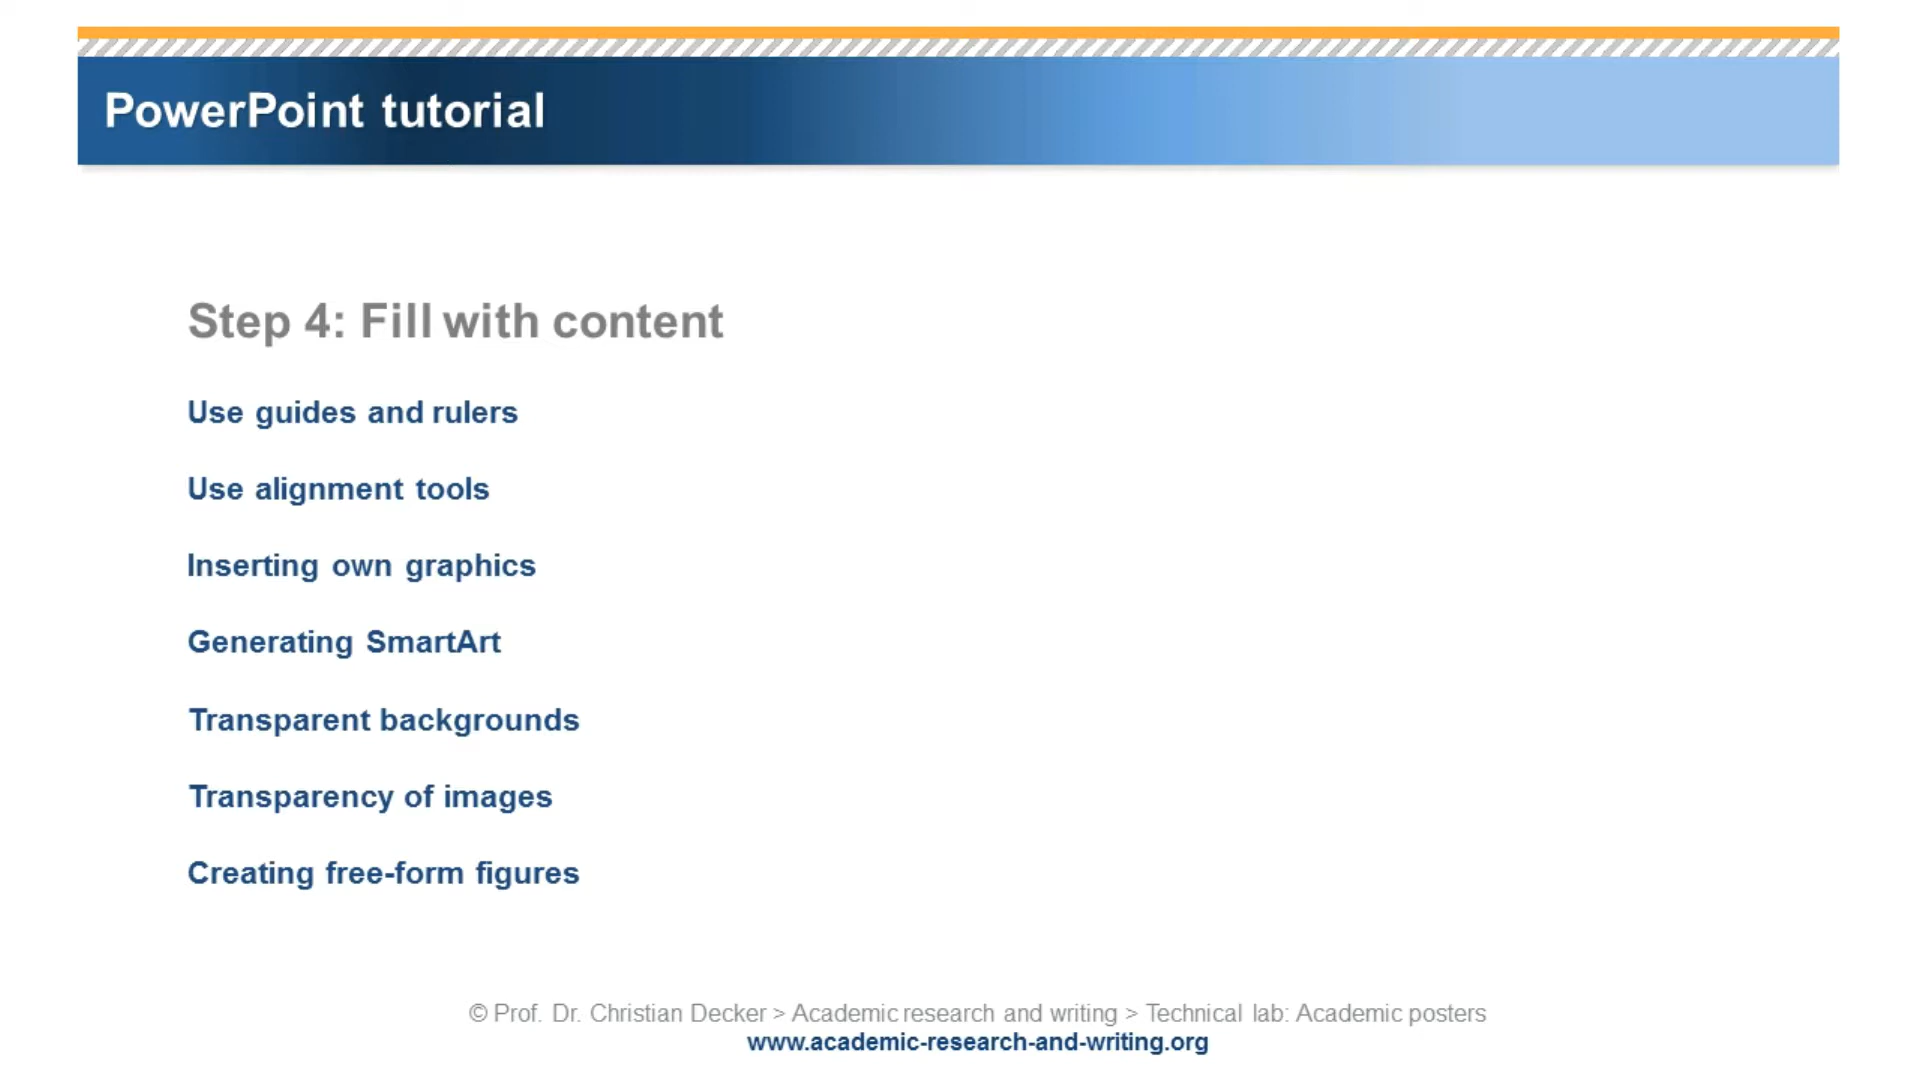 PowerPoint tutorial
Step 4: Fill with content
Use guides and rulers
Use alignment tools
Inserting own graphics
Generating SmartArt
Transparent backgrounds
Transparency of images
Creating free-form figures
© Prof. Dr. Christian Decker > Academic research and writing > Technical lab: Academic posters
www.academic-research-and-writing.org